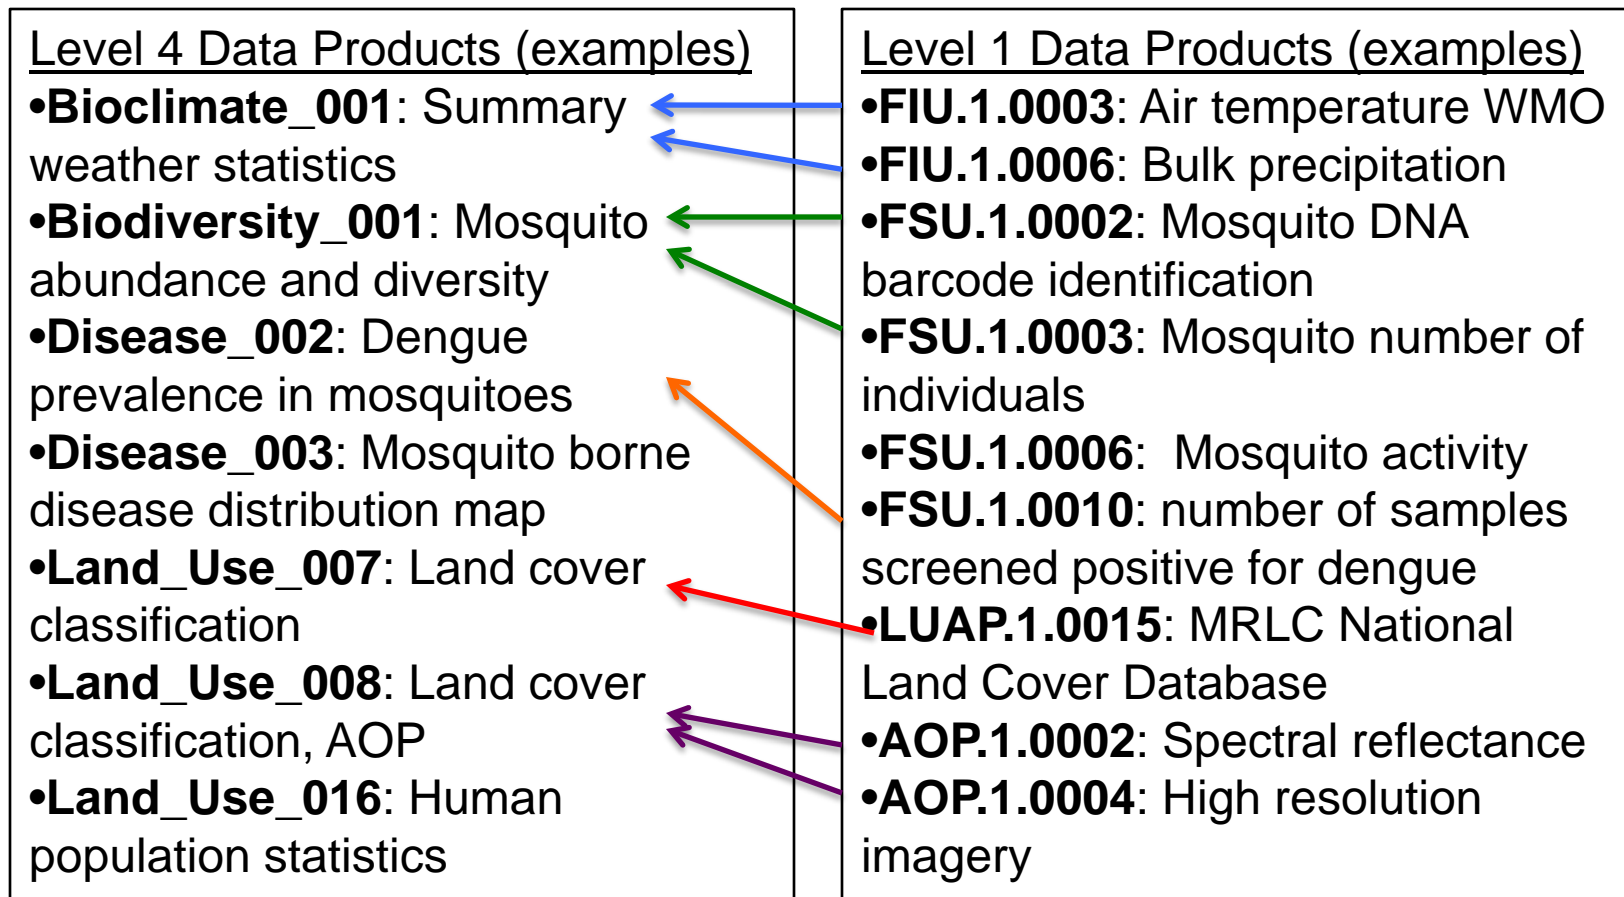 Level 4 Data Products (examples)
•Bioclimate_001: Summary
weather statistics
•Biodiversity_001: Mosquito
abundance and diversity
•Disease_002: Dengue
prevalence in mosquitoes
•Disease_003: Mosquito borne
disease distribution map
•Land_Use_007: Land cover
classification
•Land_Use_008: Land cover
classification, AOP
•Land_Use_016: Human
population statistics
Level 1 Data Products (examples)
•FIU.1.0003: Air temperature WMO
•FIU.1.0006: Bulk precipitation
•FSU.1.0002: Mosquito DNA
barcode identification
•FSU.1.0003: Mosquito number of
individuals
•FSU.1.0006:  Mosquito activity
•FSU.1.0010: number of samples
screened positive for dengue
•LUAP.1.0015: MRLC National
Land Cover Database
•AOP.1.0002: Spectral reflectance
•AOP.1.0004: High resolution
imagery